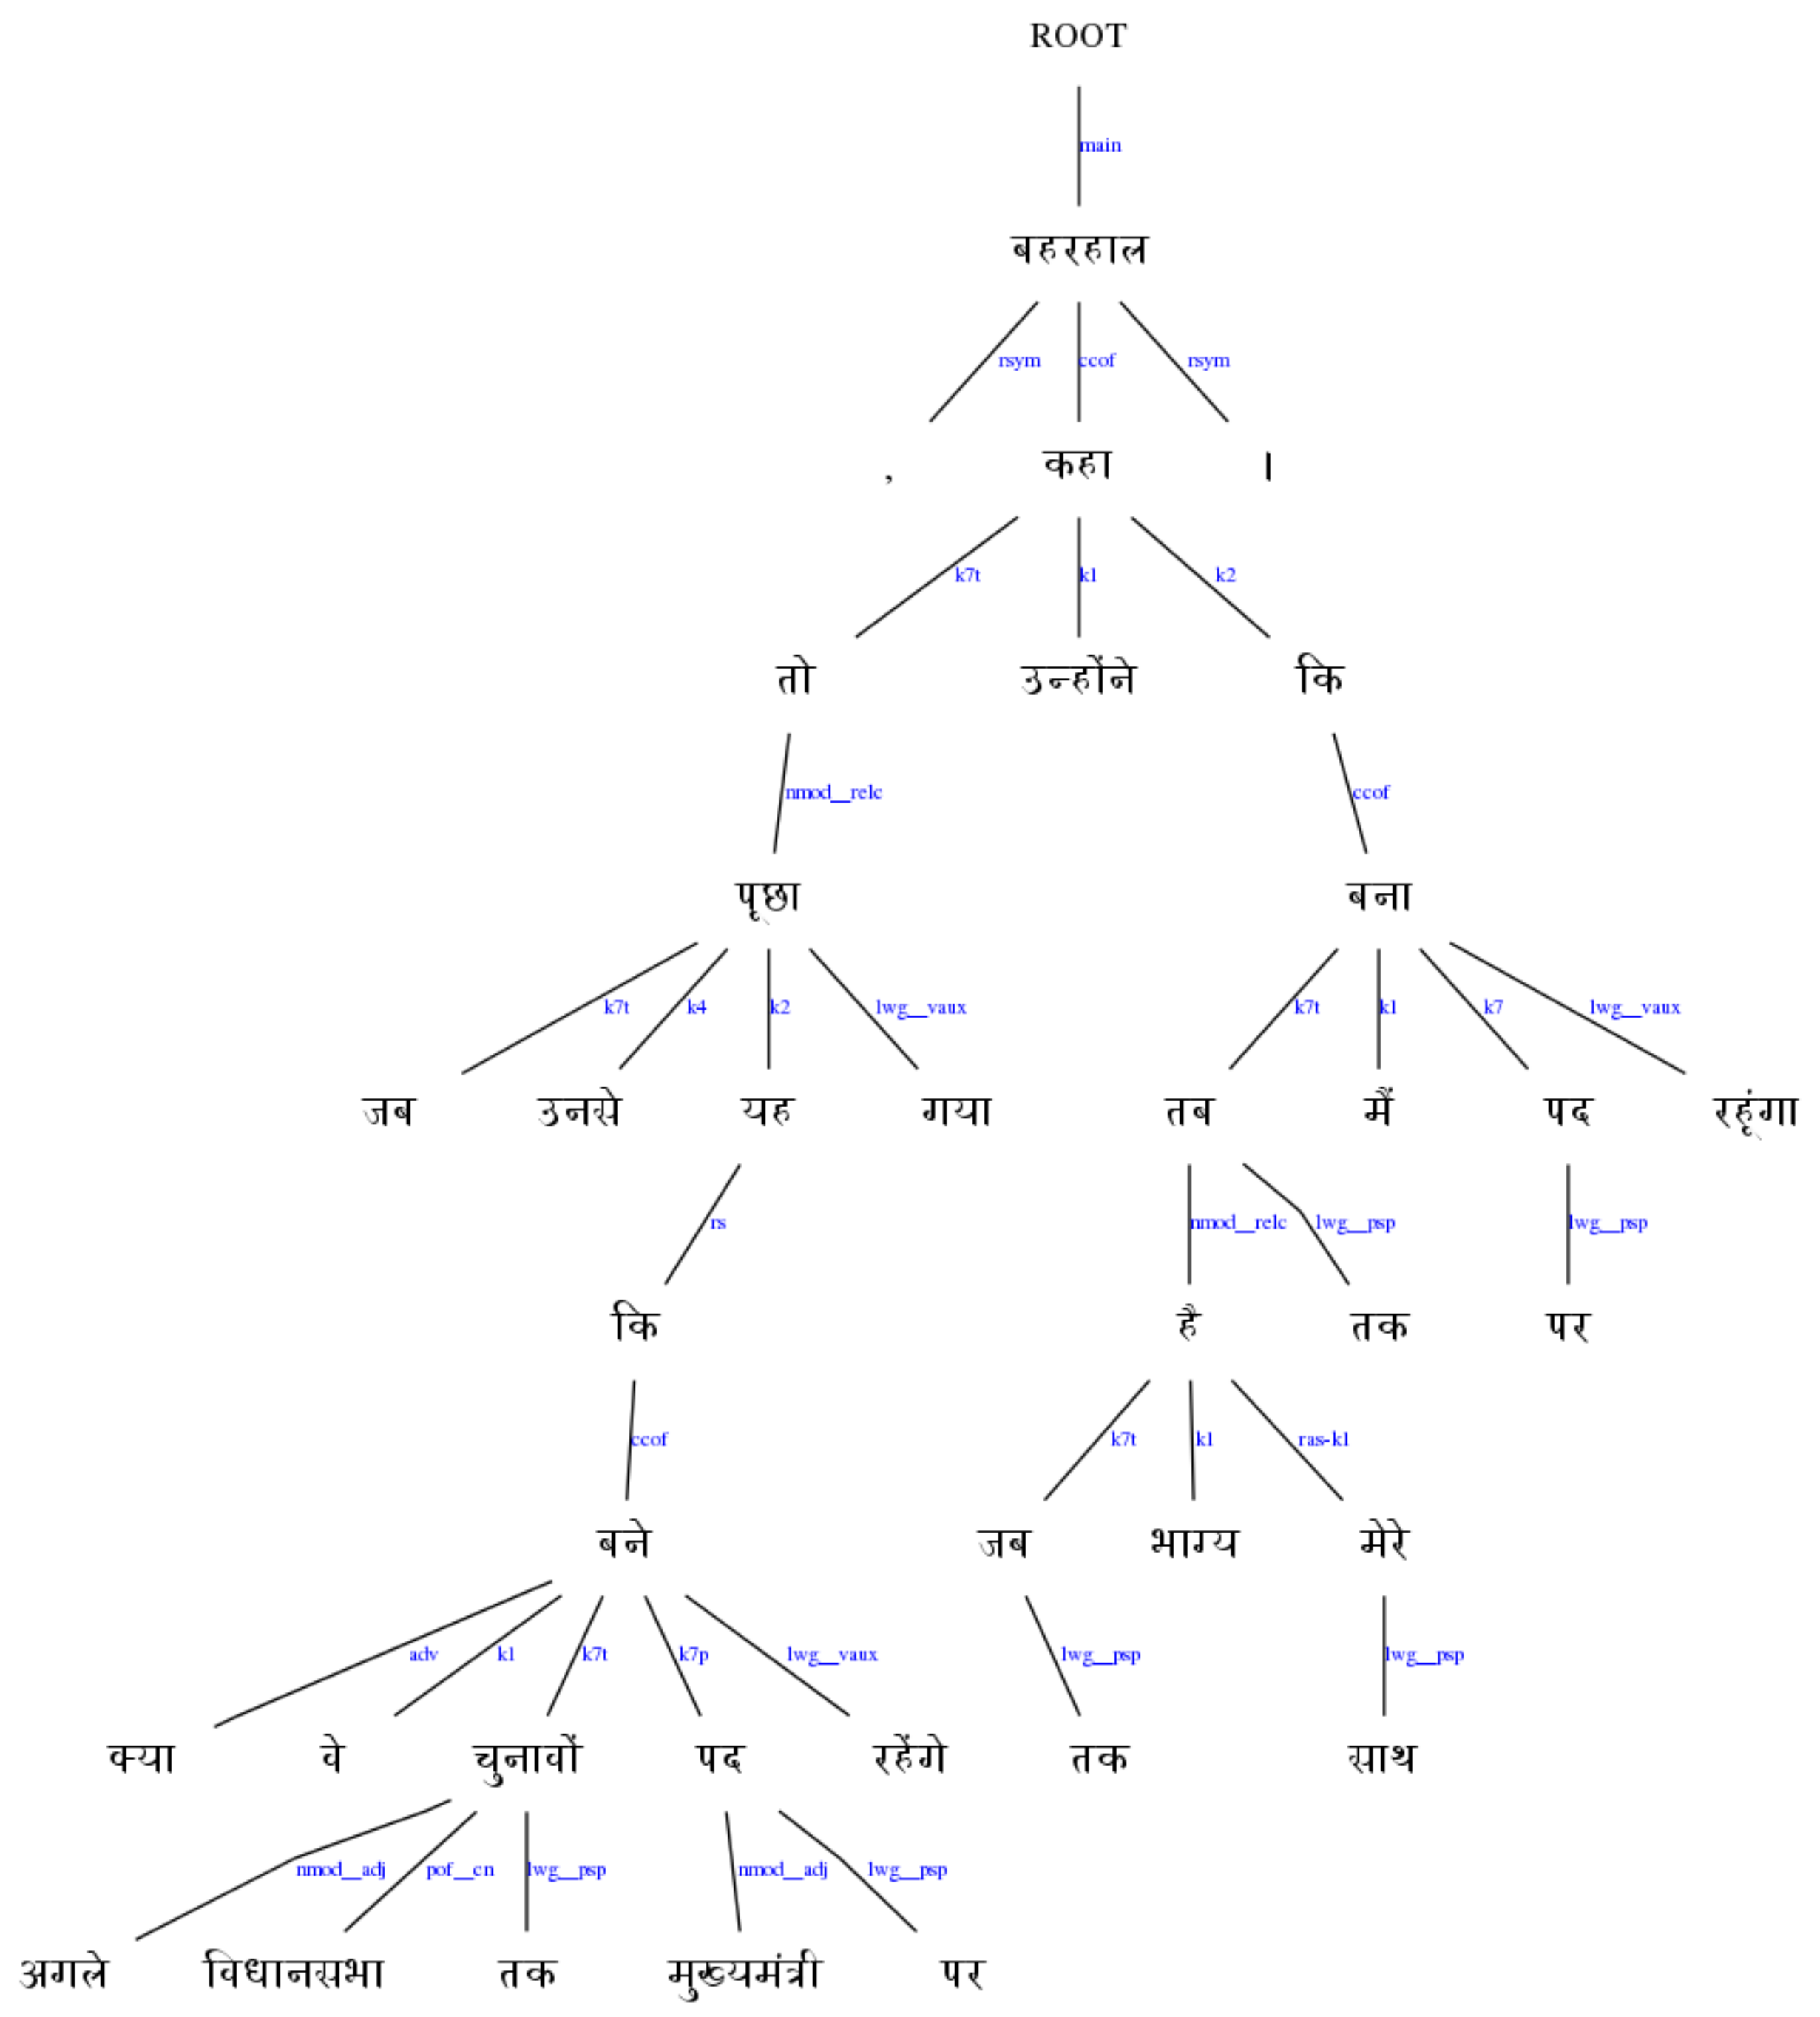 ROOT
main
बहरहाल
rsym ccof rsym
, कहा ।
k7t k1 k2
तो उन्होंने कि
nmod__relc ccof
पूछा बना
k7t k4 k2 lwg__vaux k7t k1 k7 lwg__vaux
जब उनसे यह गया तब मैं पद रहूंगा
rs nmod__relc lwg__psp lwg__psp
कि है तक पर
ccof k7t k1 ras-k1
बने जब भाग्य मेरे
adv k1 k7t k7p lwg__vaux lwg__psp lwg__psp
क्या वे चुनावों पद रहेंगे तक साथ
nmod__adj pof__cn lwg__psp nmod__adj lwg__psp
अगले विधानसभा तक मुख्यमंत्री पर